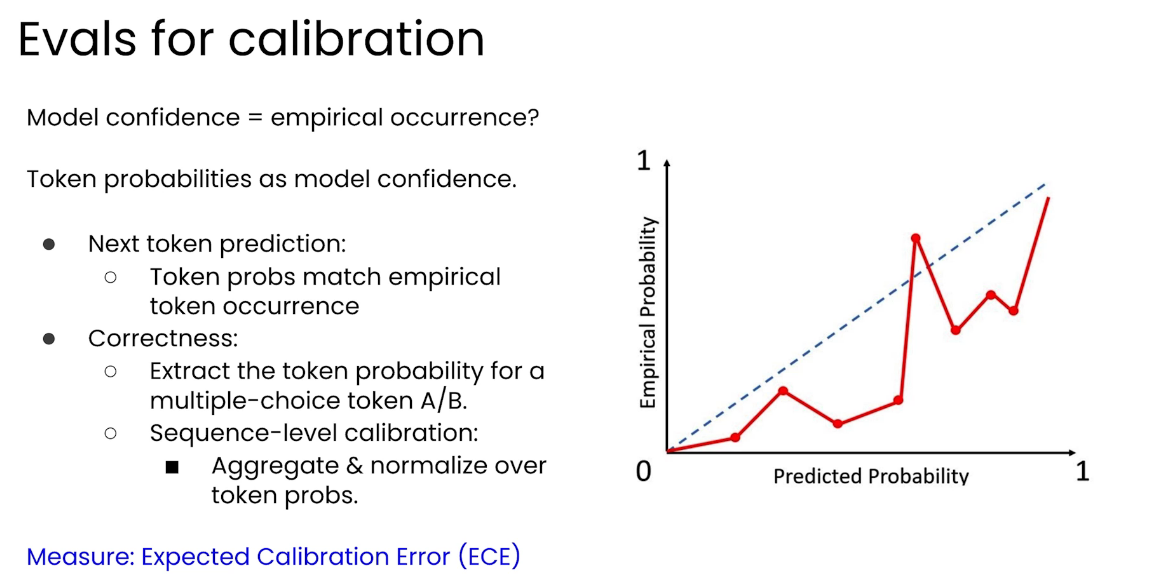 Evals for calibration
Model confidence = empirical occurrence?
Token probabilities as model confidence.
● Next token prediction:
○ Token probs match empirical
token occurrence
● Correctness:
○ Extract the token probability for a
multiple-choice token A/B.
○ Sequence-level calibration:
■ Aggregate & normalize over
token probs.
Measure: Expected Calibration Error (ECE)
1
Empirical Probability
0
Predicted Probability
1